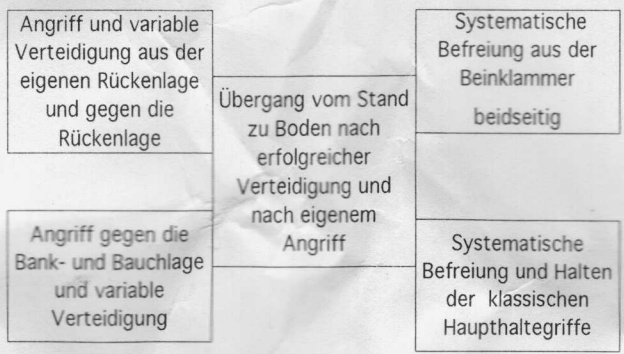 Angriff und variable
Verteidigung aus der
eigenen Rückenlage
und gegen die
Rückenlage
Angriff gegen die
Bank- und Bauchlage
und variable
Verteidigung
Übergang vom Stand
zu Boden nach
erfolgreicher
Verteidigung und
nach eigenem
Angriff
Systematische
Befreiung aus der
Beinklammer
beidseitig
Systematische
Befreiung und Halten
der klassischen
Haupthaltegriffe